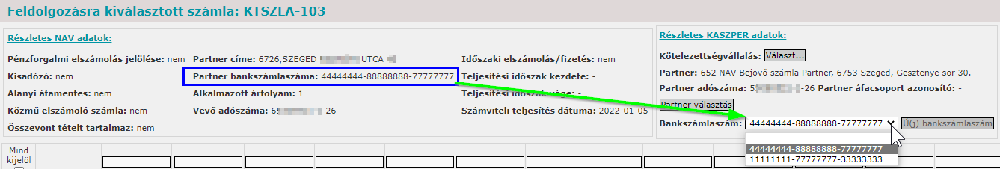 Feldolgozásra kiválasztott számla: KTSZLA-103
Részletes NAV adatok:
Pénzforgalmi elszámolás jelölése: nem
Partner címe: 6726,SZEGED UTCA
Időszaki elszámolás/fizetés: nem
Kisadózó: nem
Partner bankszámlaszáma: 44444444-88888888-77777777
Teljesítési időszak kezdete: -
Alanyi áfamentes: nem
Alkalmazott árfolyam: 1
Teljesítési időszak vége: -
Közmű elszámoló számla: nem
Vevő adószáma: 65 -26
Számviteli teljesítés dátuma: 2022-01-05
Összevont tételt tartalmaz: nem
Részletes KASZPER adatok:
Kötelezettségvállalás: Választ...
Partner: 652 NAV Bejövő számla Partner, 6753 Szeged, Gesztenye sor 30.
Partner adószáma: 5 -26 Partner áfacsoport azonosító: -
Partner választás
Bankszámlaszám: 44444444-88888888-77777777 Ú(j) bankszámlaszám
44444444-88888888-77777777
11111111-77777777-33333333
Mind
kijelöl